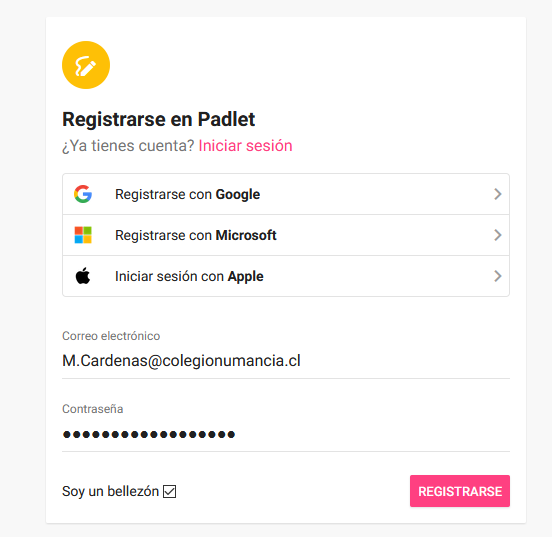 Registrarse en Padlet
¿Ya tienes cuenta? Iniciar sesión
Registrarse con Google
Registrarse con Microsoft
Iniciar sesión con Apple
Correo electrónico
M.Cardenas@colegionumancia.cl
Contraseña
••••••••••••••••••
Soy un bellezón
REGISTRARSE